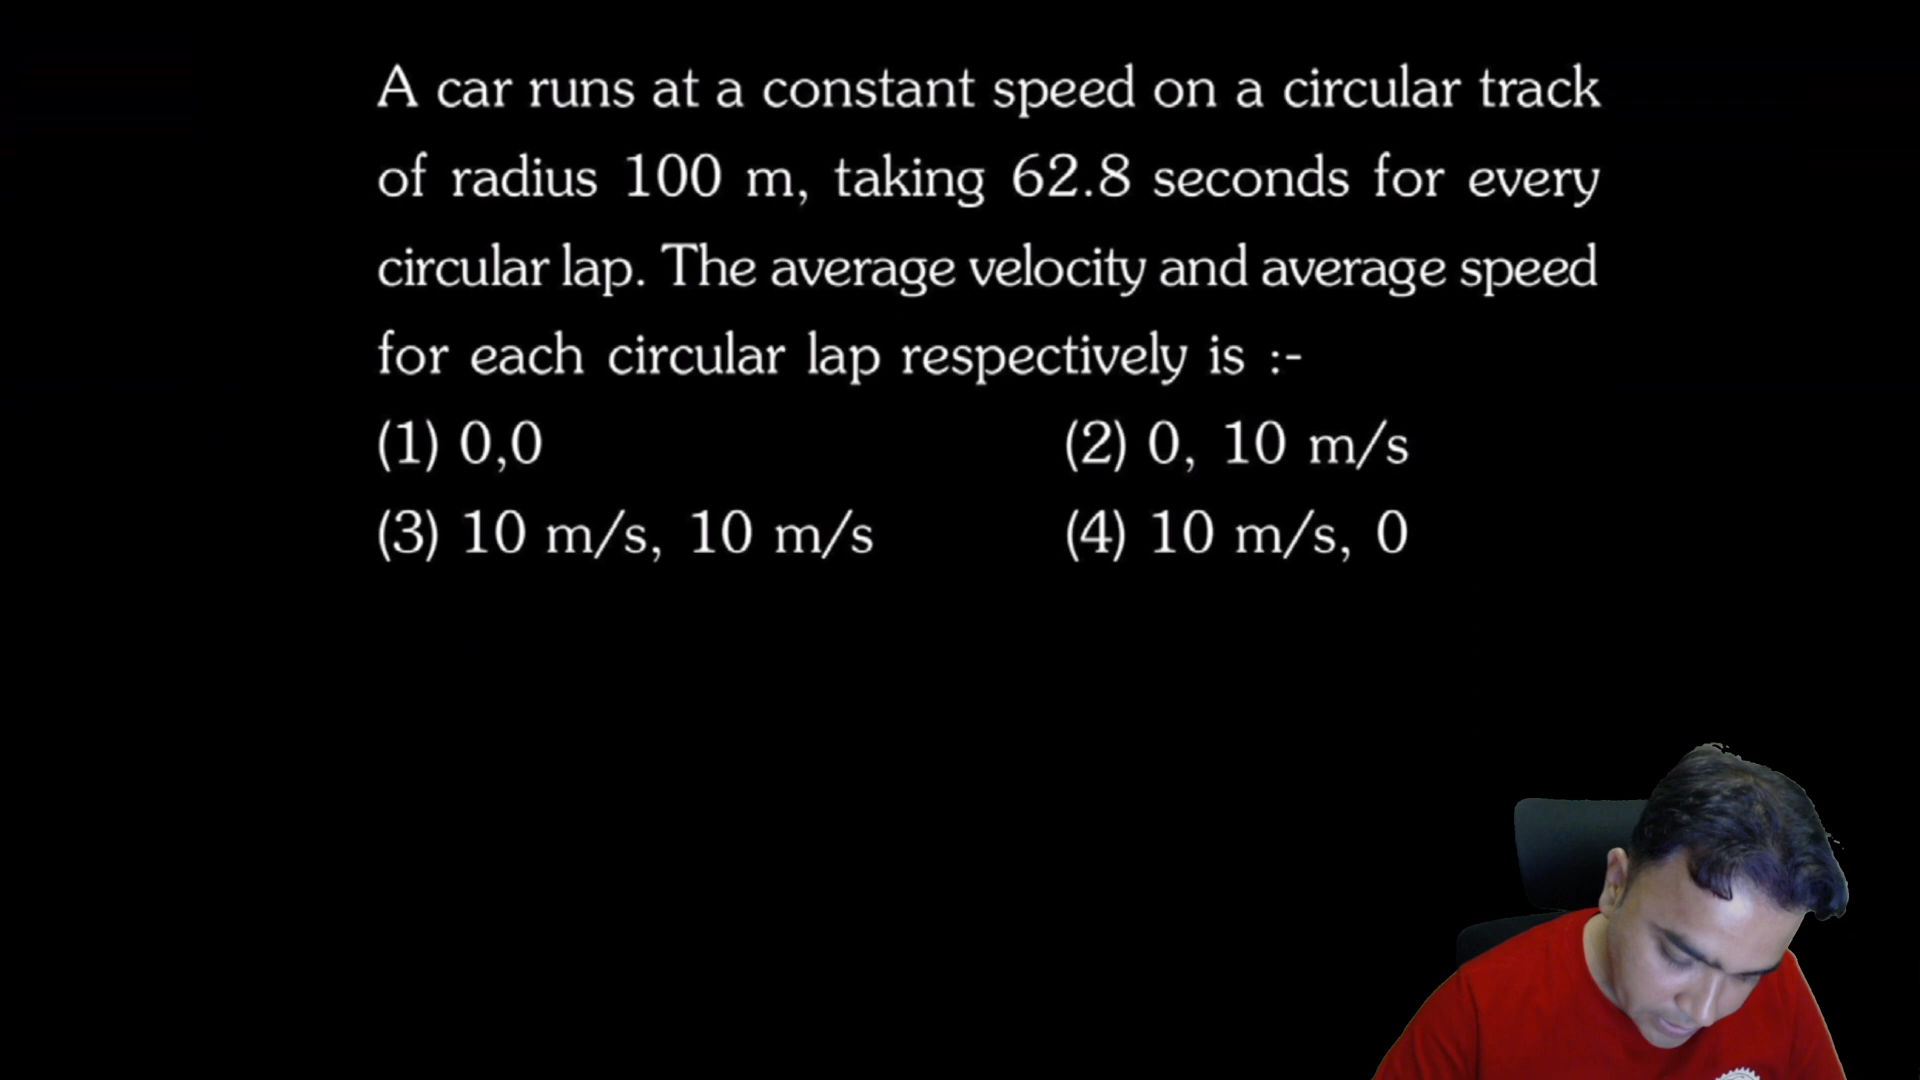 A car runs at a constant speed on a circular track
of radius 100 m, taking 62.8 seconds for every
circular lap. The average velocity and average speed
for each circular lap respectively is :-
(1) 0,0 (2) 0, 10 m/s
(3) 10 m/s, 10 m/s (4) 10 m/s, 0